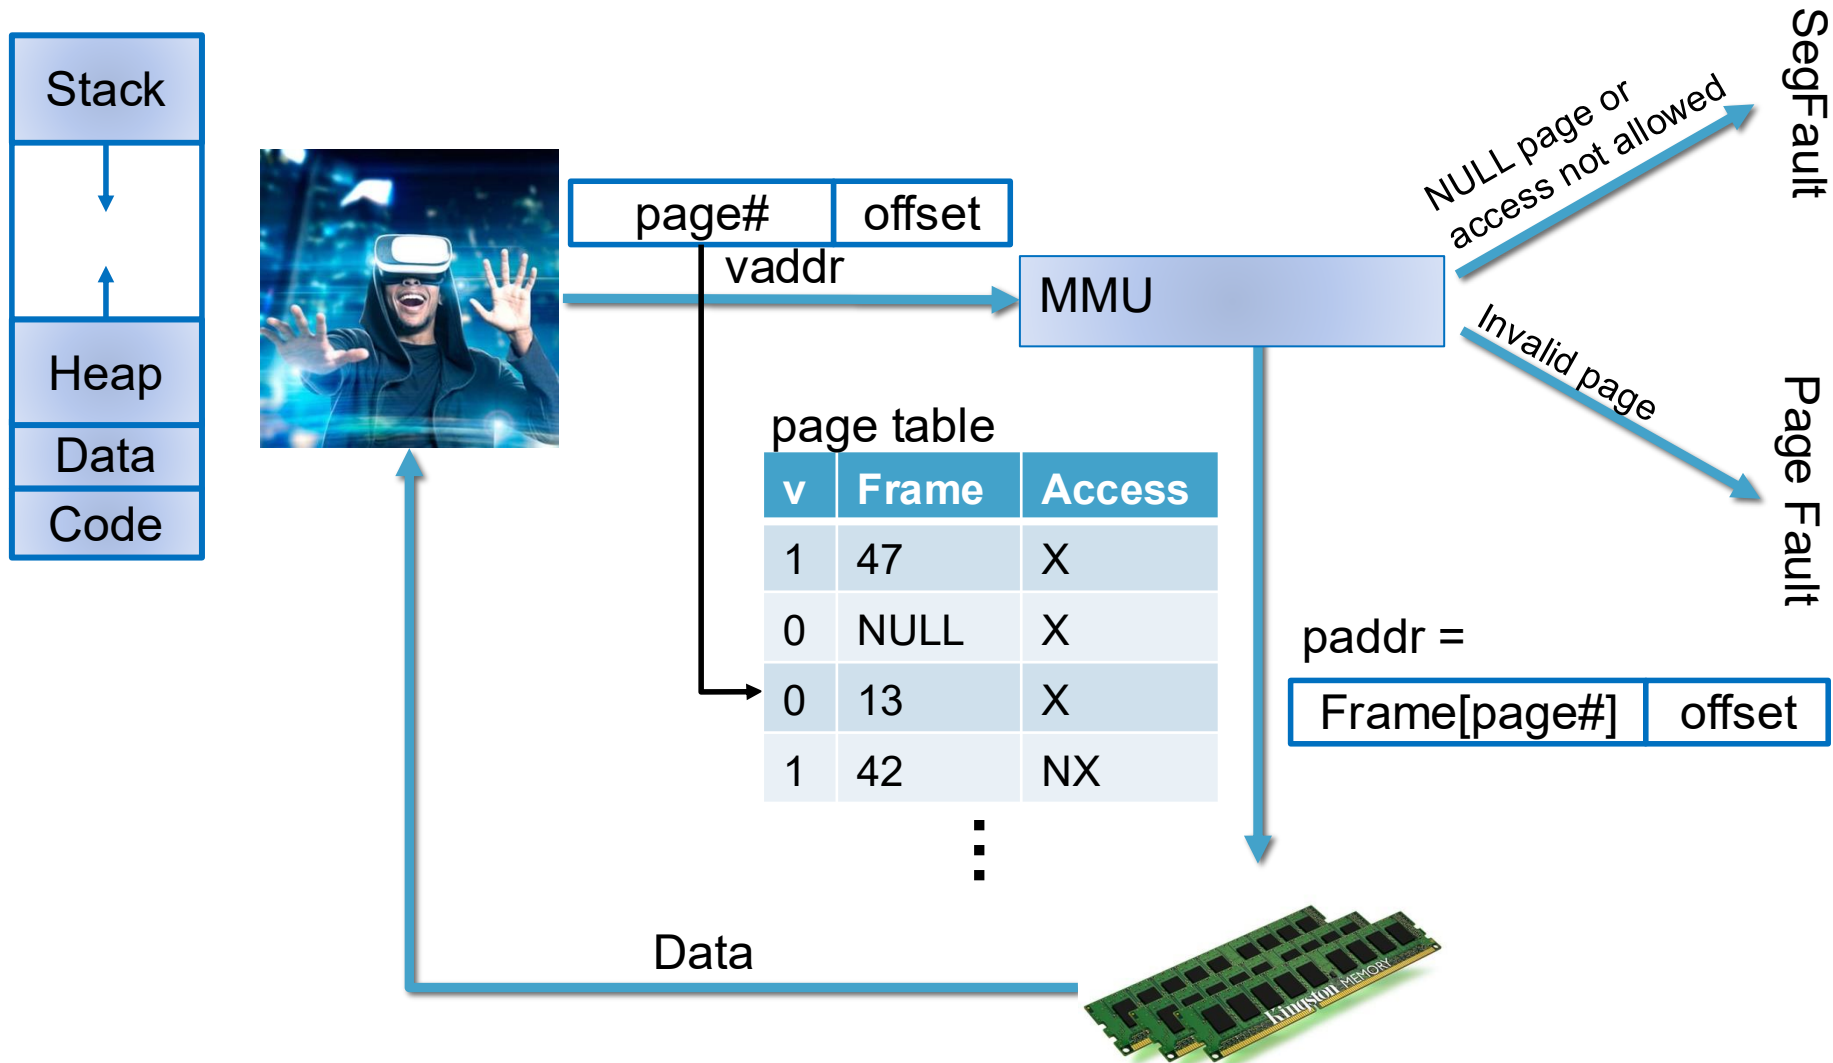 Stack
Heap
Data
Code
page# offset
vaddr
MMU
NULL page or
access not allowed
SegFault
Invalid page
Page Fault
page table
v Frame Access
1 47 X
0 NULL X
0 13 X
1 42 NX
paddr =
Frame[page#] offset
Data
Kingston MEMORY